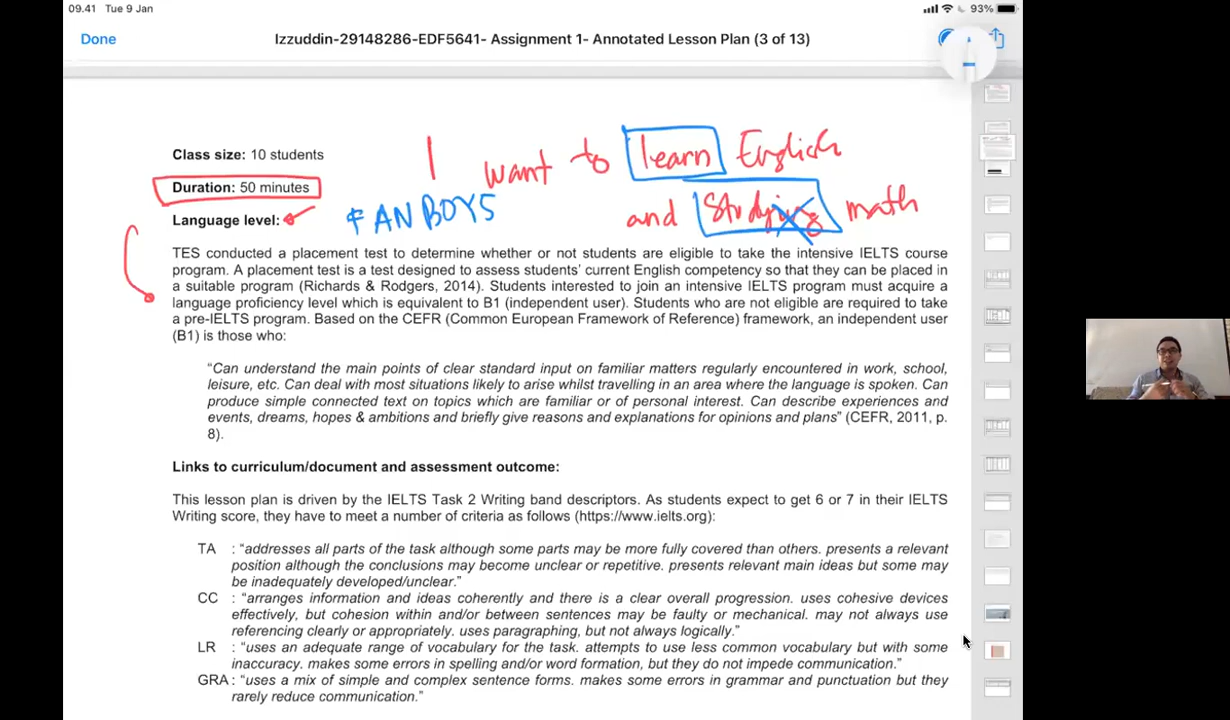 09.41 Tue 9 Jan
93%
Done
Izzuddin-29148286-EDF5641- Assignment 1- Annotated Lesson Plan (3 of 13)
Class size: 10 students
I want to learn English
Duration: 50 minutes
FANBOYS
and studying math
Language level:
TES conducted a placement test to determine whether or not students are eligible to take the intensive IELTS course
program. A placement test is a test designed to assess students' current English competency so that they can be placed in
a suitable program (Richards & Rodgers, 2014). Students interested to join an intensive IELTS program must acquire a
language proficiency level which is equivalent to B1 (independent user). Students who are not eligible are required to take
a pre-IELTS program. Based on the CEFR (Common European Framework of Reference) framework, an independent user
(B1) is those who:
"Can understand the main points of clear standard input on familiar matters regularly encountered in work, school,
leisure, etc. Can deal with most situations likely to arise whilst travelling in an area where the language is spoken. Can
produce simple connected text on topics which are familiar or of personal interest. Can describe experiences and
events, dreams, hopes & ambitions and briefly give reasons and explanations for opinions and plans" (CEFR, 2011, p.
8).
Links to curriculum/document and assessment outcome:
This lesson plan is driven by the IELTS Task 2 Writing band descriptors. As students expect to get 6 or 7 in their IELTS
Writing score, they have to meet a number of criteria as follows (https://www.ielts.org):
TA : "addresses all parts of the task although some parts may be more fully covered than others. presents a relevant
position although the conclusions may become unclear or repetitive. presents relevant main ideas but some may
be inadequately developed/unclear."
CC : "arranges information and ideas coherently and there is a clear overall progression. uses cohesive devices
effectively, but cohesion within and/or between sentences may be faulty or mechanical. may not always use
referencing clearly or appropriately. uses paragraphing, but not always logically."
LR : "uses an adequate range of vocabulary for the task. attempts to use less common vocabulary but with some
inaccuracy. makes some errors in spelling and/or word formation, but they do not impede communication."
GRA : "uses a mix of simple and complex sentence forms. makes some errors in grammar and punctuation but they
rarely reduce communication."